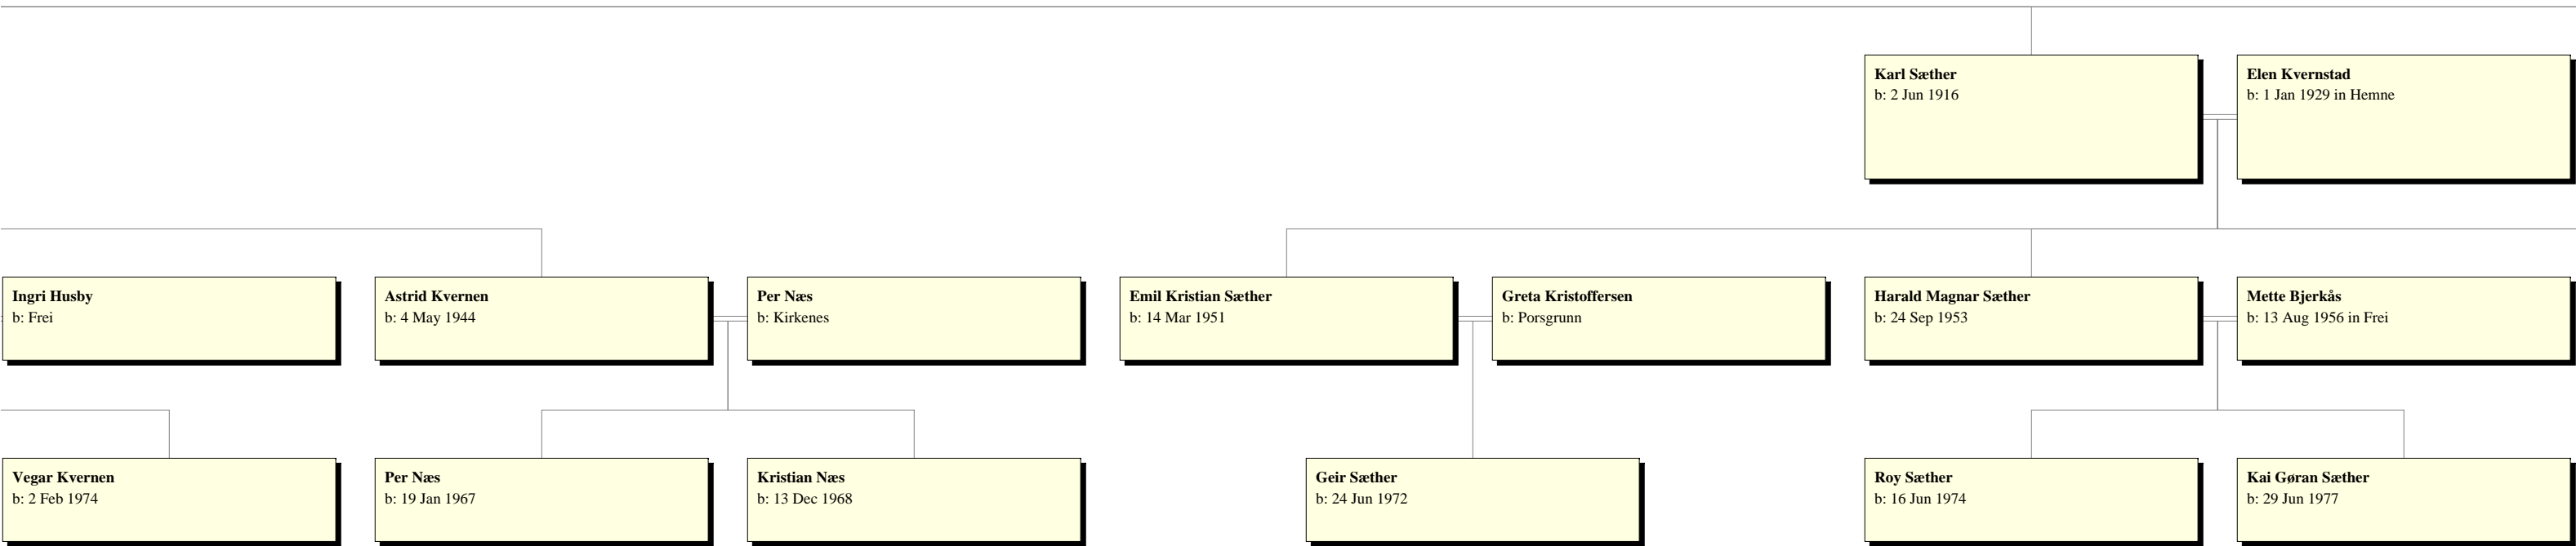 Karl Sæther
b: 2 Jun 1916
Elen Kvernstad
b: 1 Jan 1929 in Hemne
Ingri Husby
b: Frei
Astrid Kvernen
b: 4 May 1944
Per Næs
b: Kirkenes
Emil Kristian Sæther
b: 14 Mar 1951
Greta Kristoffersen
b: Porsgrunn
Harald Magnar Sæther
b: 24 Sep 1953
Mette Bjerkås
b: 13 Aug 1956 in Frei
Vegar Kvernen
b: 2 Feb 1974
Per Næs
b: 19 Jan 1967
Kristian Næs
b: 13 Dec 1968
Geir Sæther
b: 24 Jun 1972
Roy Sæther
b: 16 Jun 1974
Kai Gøran Sæther
b: 29 Jun 1977